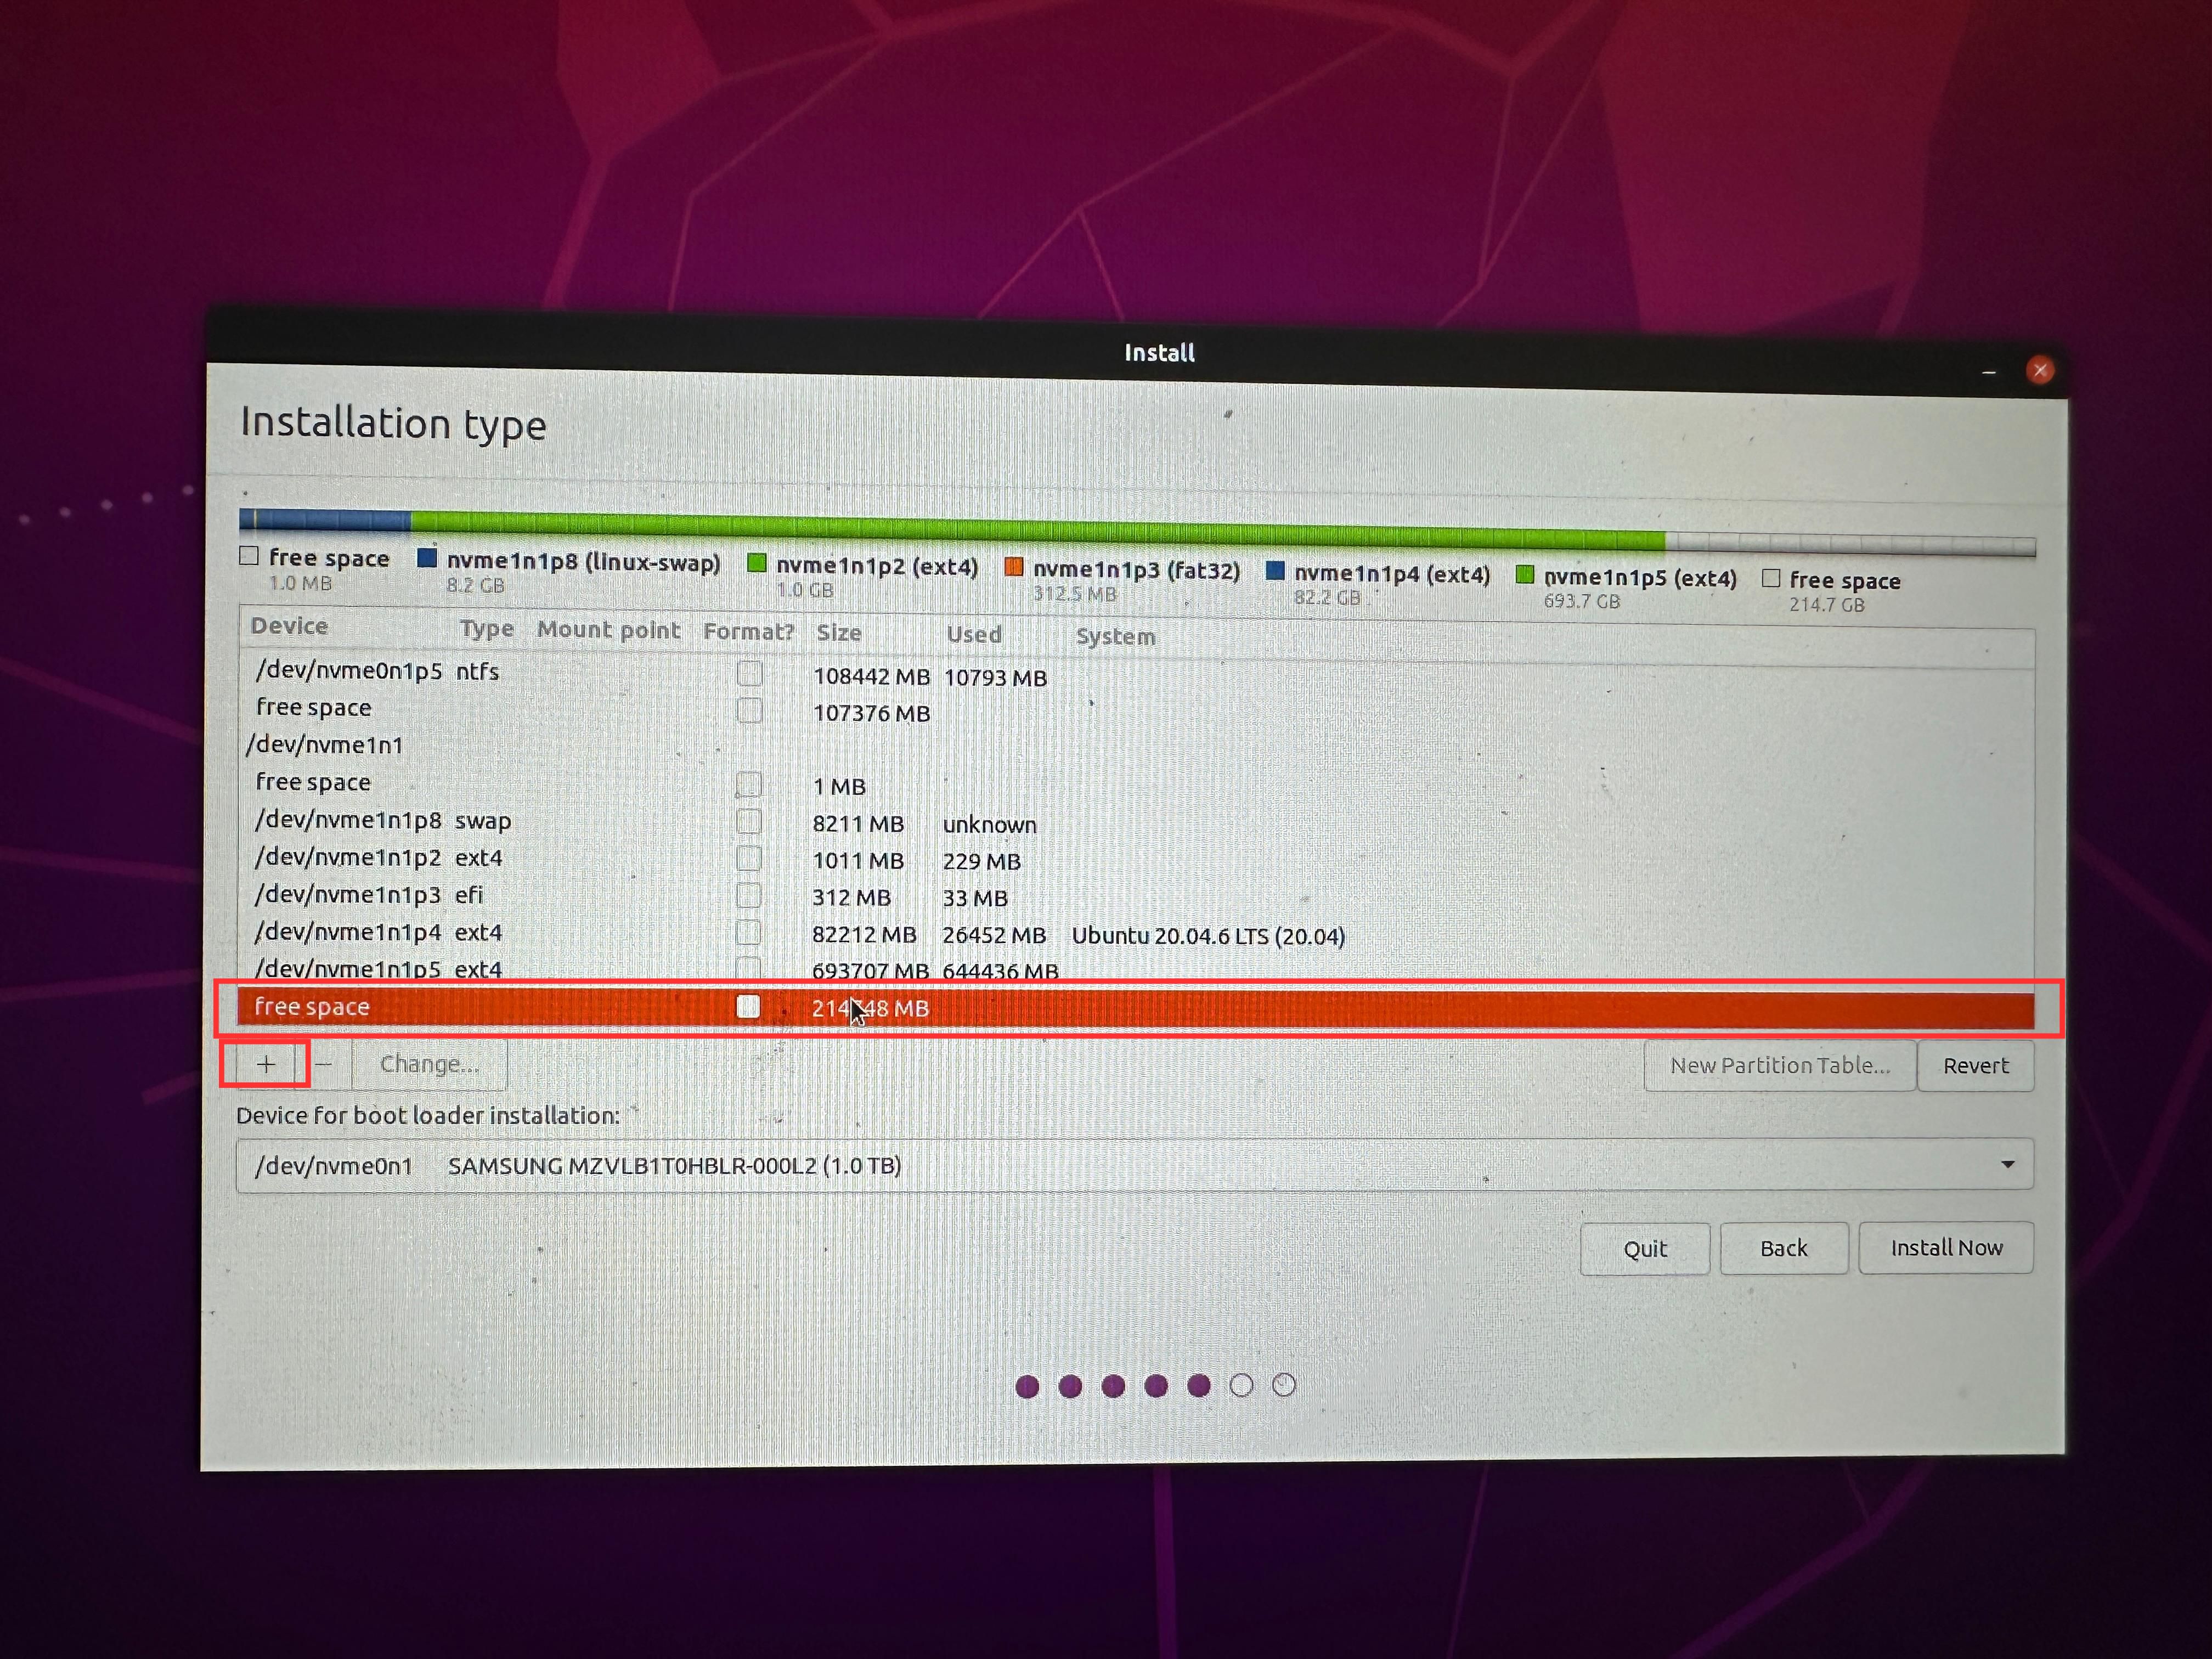 Install
Installation type
free space nvme1n1p8 (linux-swap) nvme1n1p2 (ext4) nvme1n1p3 (fat32) nvme1n1p4 (ext4) nvme1n1p5 (ext4) free space
1.0 MB 8.2 GB 1.0 GB 312.5 MB 82.2 GB 693.7 GB 214.7 GB
Device Type Mount point Format? Size Used System
/dev/nvme0n1p5 ntfs 108442 MB 10793 MB
free space 107376 MB
/dev/nvme1n1
free space 1 MB
/dev/nvme1n1p8 swap 8211 MB unknown
/dev/nvme1n1p2 ext4 1011 MB 229 MB
/dev/nvme1n1p3 efi 312 MB 33 MB
/dev/nvme1n1p4 ext4 82212 MB 26452 MB Ubuntu 20.04.6 LTS (20.04)
/dev/nvme1n1p5 ext4 693707 MB 644436 MB
free space MB
+ − Change... New Partition Table... Revert
Device for boot loader installation:
/dev/nvme0n1 SAMSUNG MZVLB1T0HBLR-000L2 (1.0 TB)
Quit Back Install Now